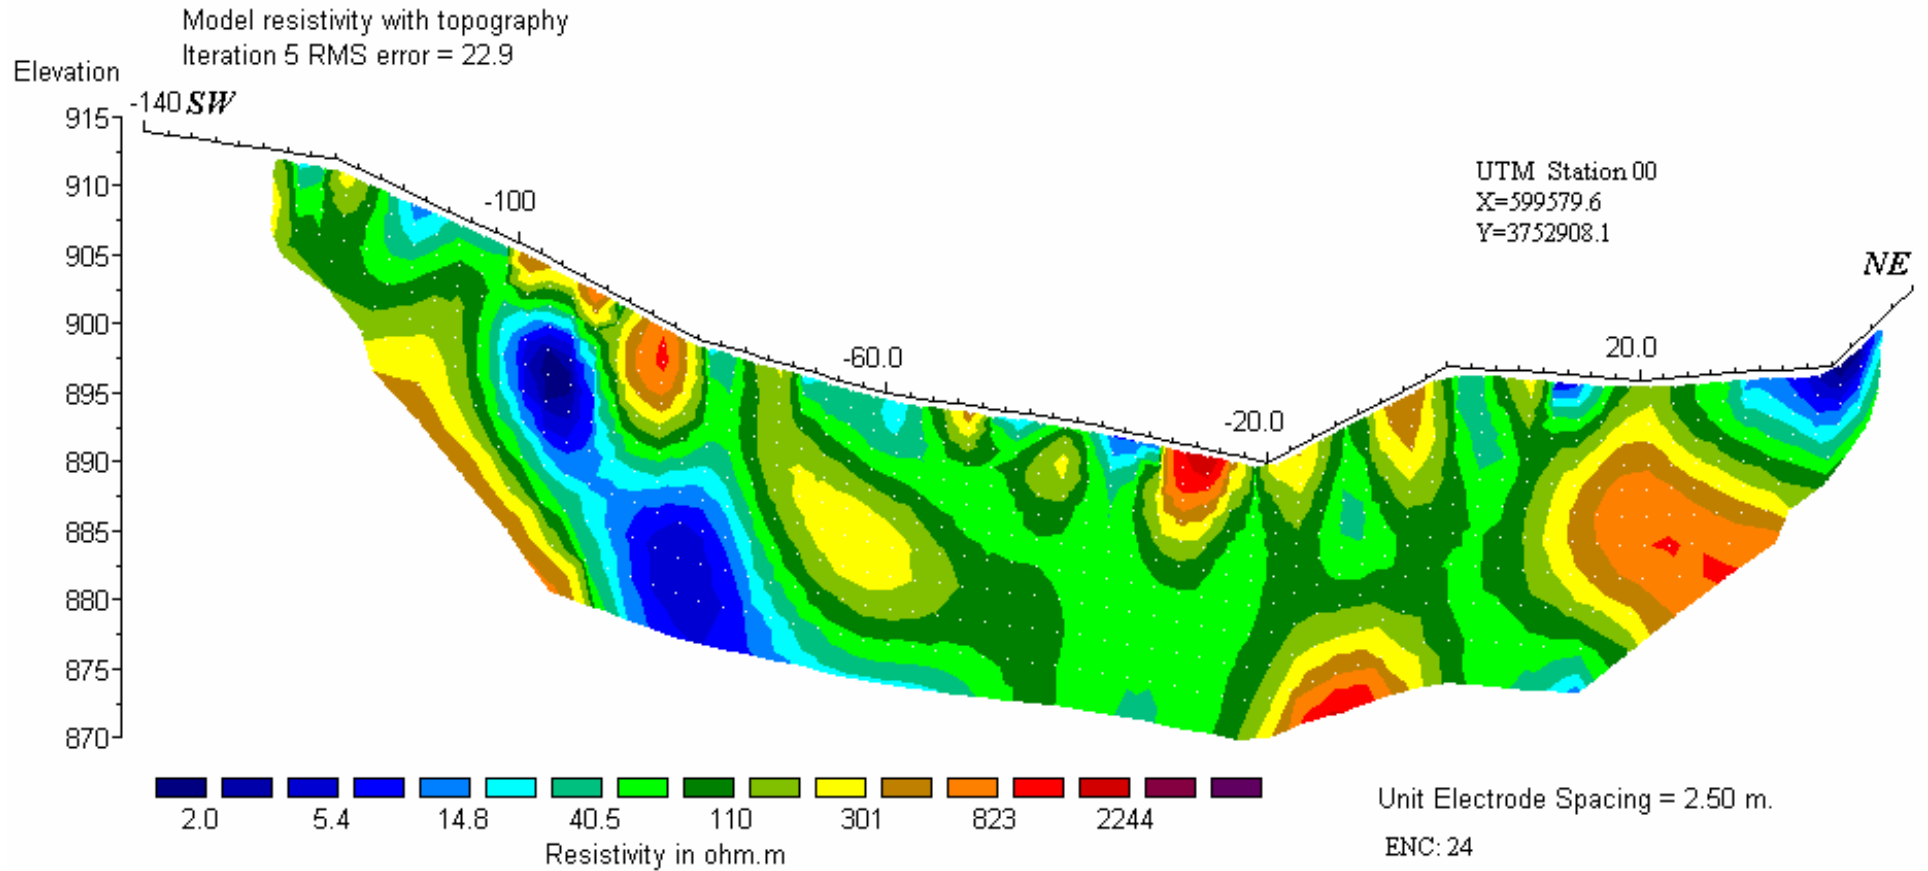 Model resistivity with topography
Iteration 5 RMS error = 22.9
Elevation
-140 SW
915
910
905
900
895
890
885
880
875
870
-100
-60.0
-20.0
20.0
UTM Station 00
X=599579.6
Y=3752908.1
NE
2.0 5.4 14.8 40.5 110 301 823 2244
Resistivity in ohm.m
Unit Electrode Spacing = 2.50 m.
ENC: 24